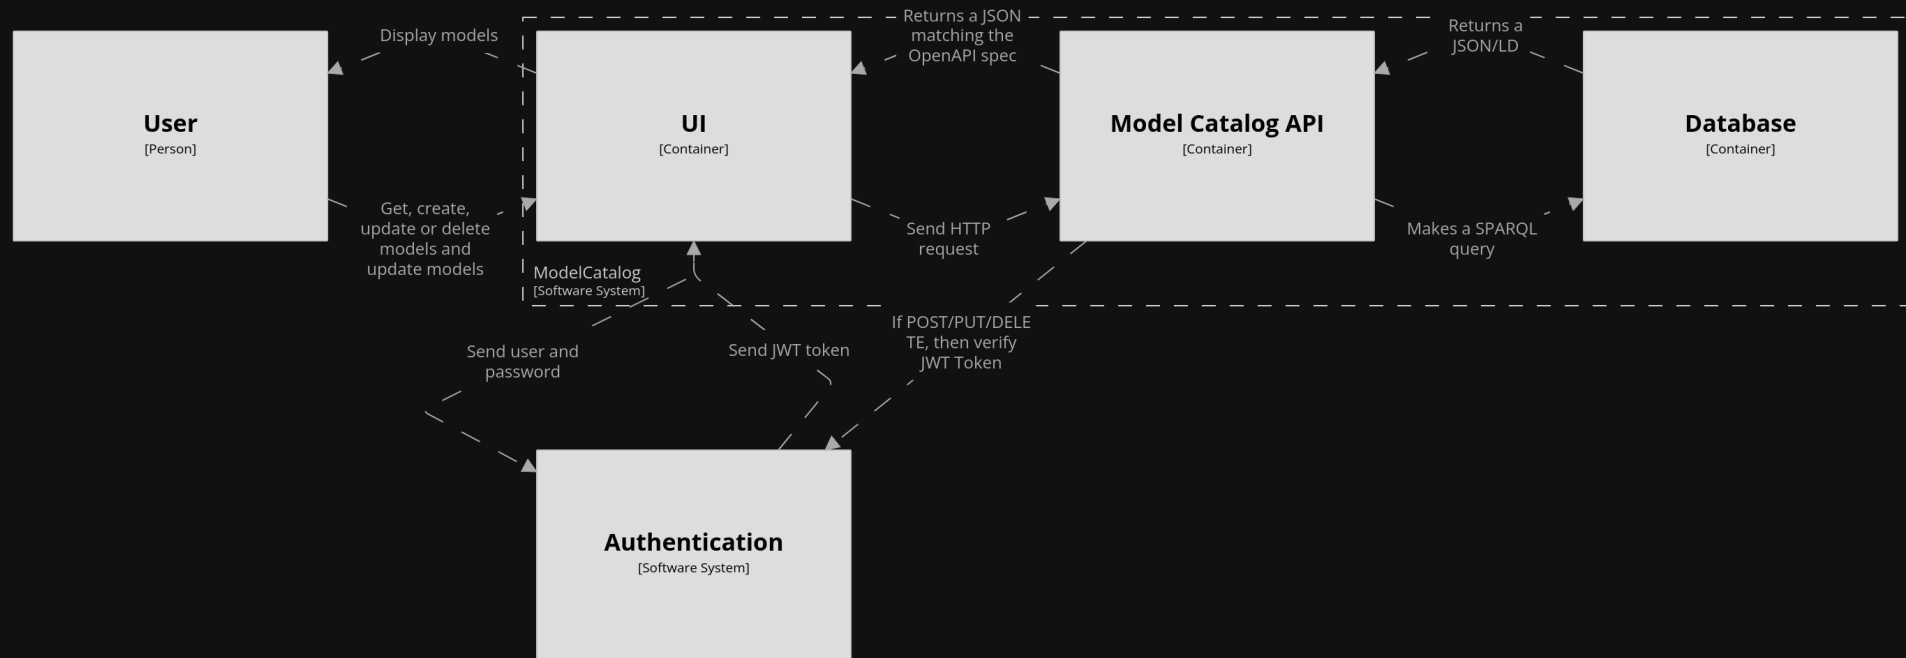 Display models
Returns a JSON
matching the
OpenAPI spec
Returns a
JSON/LD
User
[Person]
UI
[Container]
Model Catalog API
[Container]
Database
[Container]
Get, create,
update or delete
models and
update models
Send HTTP
request
Makes a SPARQL
query
ModelCatalog
[Software System]
Send user and
password
Send JWT token
If POST/PUT/DELE
TE, then verify
JWT Token
Authentication
[Software System]